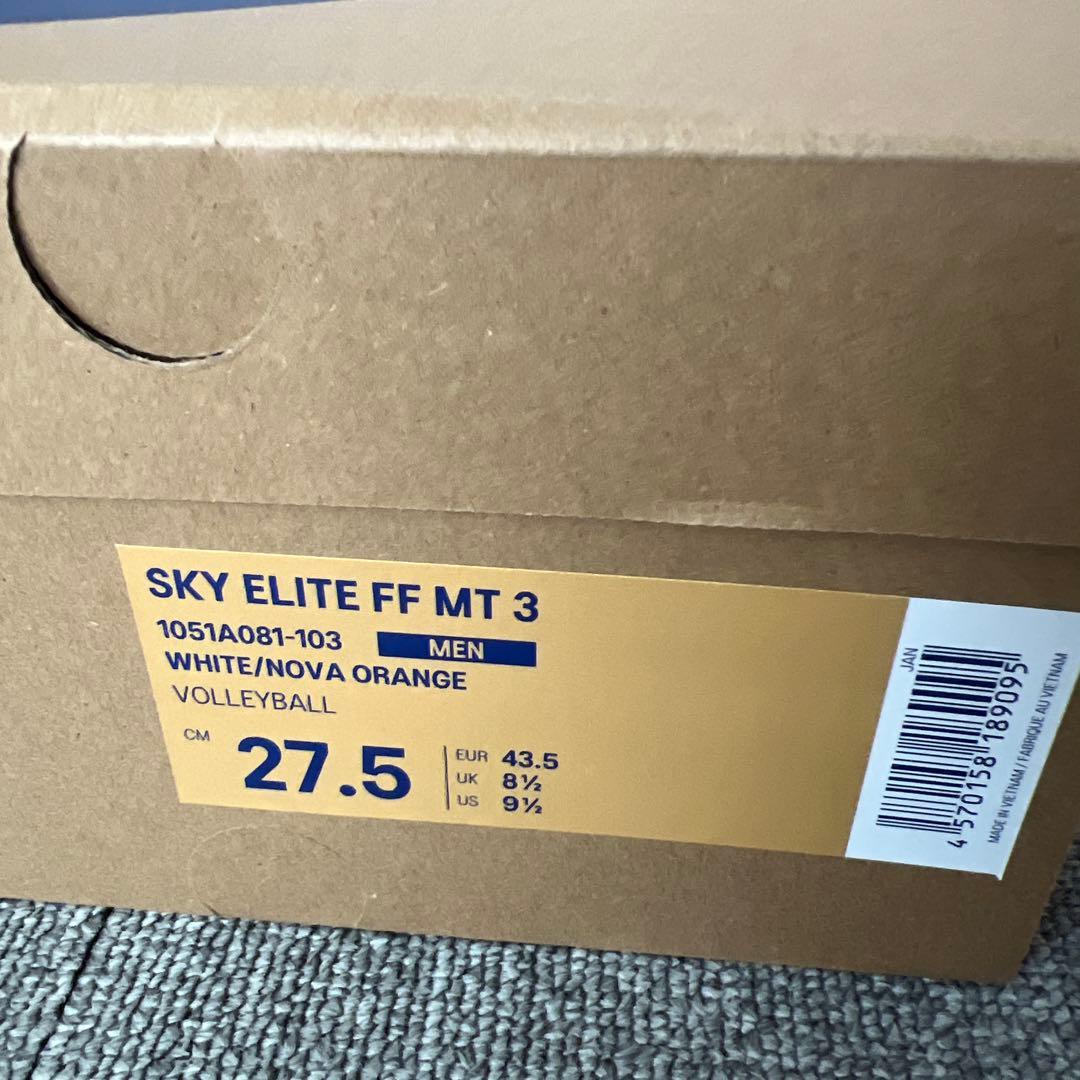 SKY ELITE FF MT 3
1051A081-103 MEN
WHITE/NOVA ORANGE
VOLLEYBALL
CM 27.5
EUR 43.5
UK 8½
US 9½
JAN
4 570158 189095
MADE IN VIETNAM / FABRIQUE AU VIETNAM